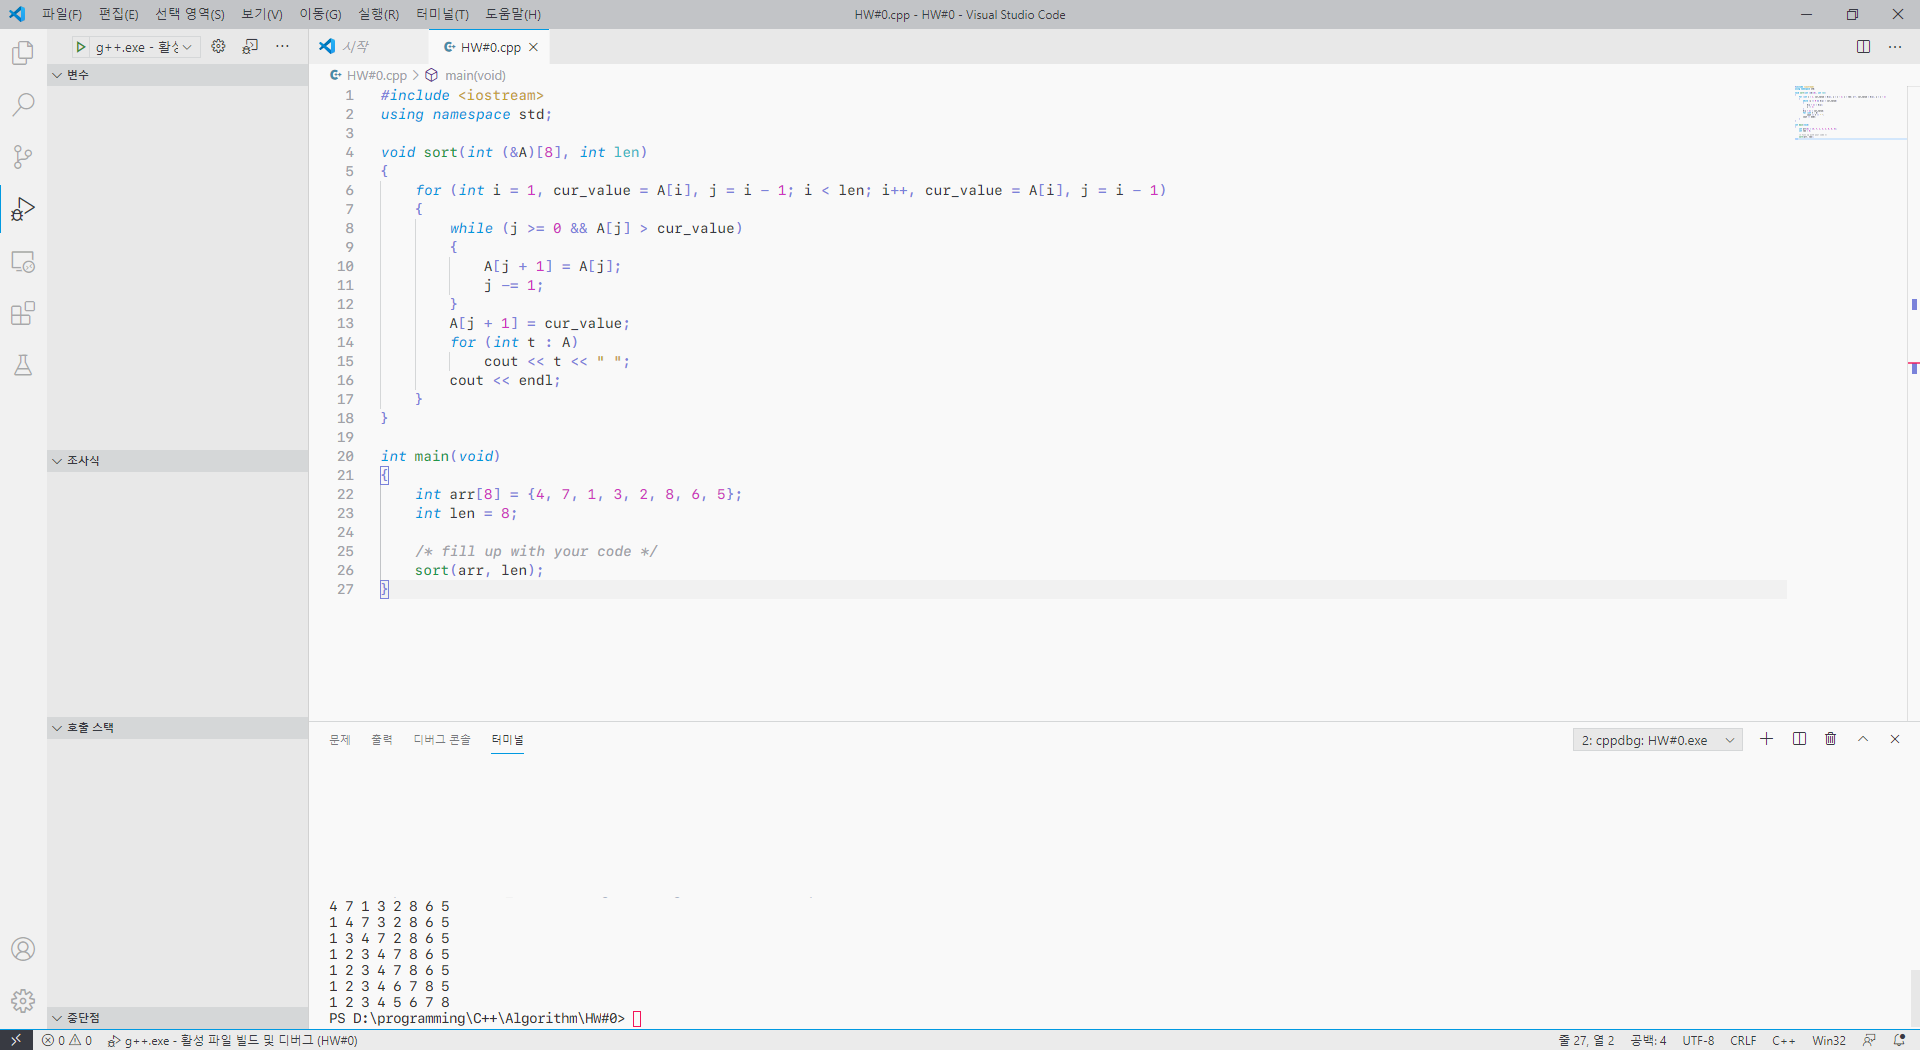 파일(F) 편집(E) 선택 영역(S) 보기(V) 이동(G) 실행(R) 터미널(T) 도움말(H) HW#0.cpp - HW#0 - Visual Studio Code
g++.exe - 활성 ···
시작 HW#0.cpp
변수
HW#0.cpp > main(void)
1 #include <iostream>
2 using namespace std;
3
4 void sort(int (&A)[8], int len)
5 {
6 for (int i = 1, cur_value = A[i], j = i - 1; i < len; i++, cur_value = A[i], j = i - 1)
7 {
8 while (j >= 0 && A[j] > cur_value)
9 {
10 A[j + 1] = A[j];
11 j -= 1;
12 }
13 A[j + 1] = cur_value;
14 for (int t : A)
15 cout << t << " ";
16 cout << endl;
17 }
18 }
19
20 int main(void)
21 {
22 int arr[8] = {4, 7, 1, 3, 2, 8, 6, 5};
23 int len = 8;
24
25 /* fill up with your code */
26 sort(arr, len);
27 }
조사식
호출 스택
중단점
문제 출력 디버그 콘솔 터미널 2: cppdbg: HW#0.exe
4 7 1 3 2 8 6 5
1 4 7 3 2 8 6 5
1 3 4 7 2 8 6 5
1 2 3 4 7 8 6 5
1 2 3 4 7 8 6 5
1 2 3 4 6 7 8 5
1 2 3 4 5 6 7 8
PS D:\programming\C++\Algorithm\HW#0>
0 0 g++.exe - 활성 파일 빌드 및 디버그 (HW#0) 줄 27, 열 2 공백: 4 UTF-8 CRLF C++ Win32